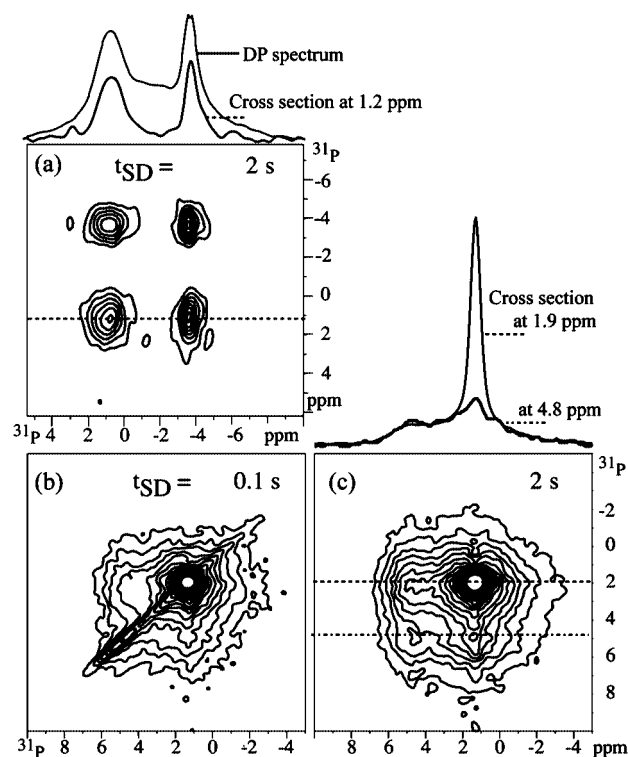 DP spectrum
Cross section at 1.2 ppm
31P
(a) tSD = 2 s
-6
-4
-2
0
2
4
ppm
31P 4 2 0 -2 -4 -6 ppm
Cross section
at 1.9 ppm
at 4.8 ppm
31P
(b) tSD = 0.1 s
(c) 2 s
-2
0
2
4
6
8
31P 8 6 4 2 0 -4
8 6 4 2 0 -2 -4 ppm